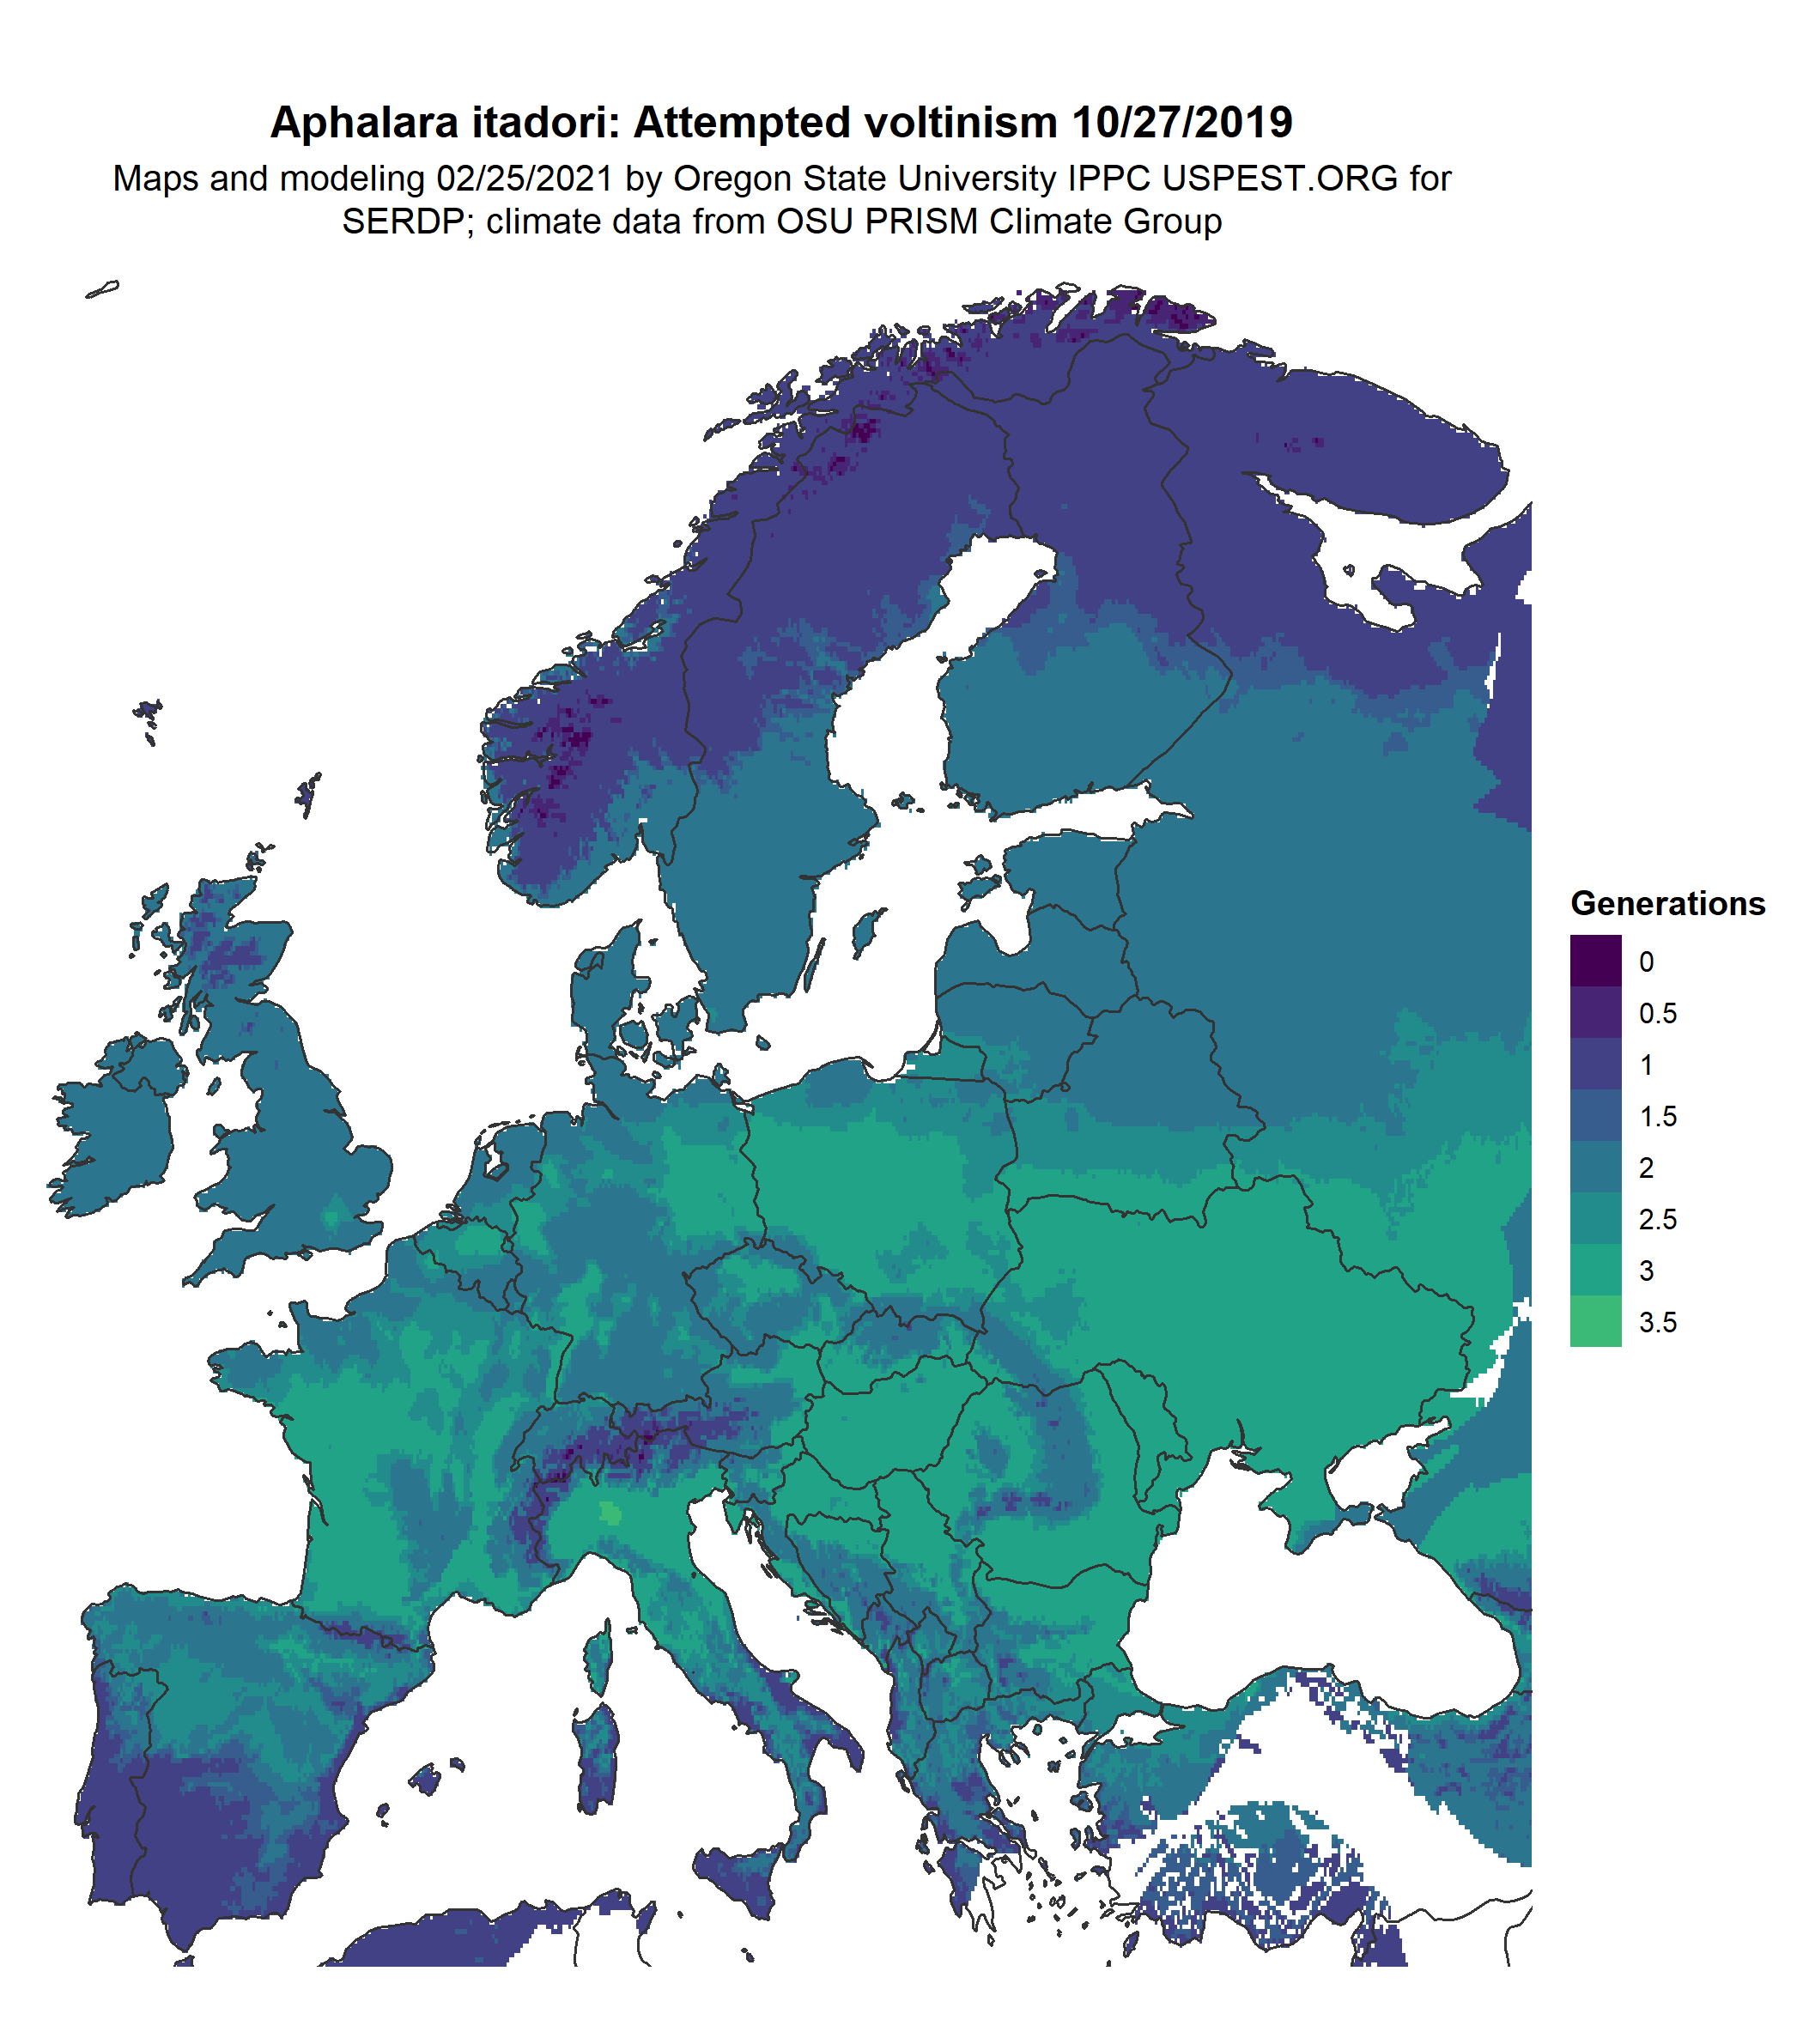 Aphalara itadori: Attempted voltinism 10/27/2019
Maps and modeling 02/25/2021 by Oregon State University IPPC USPEST.ORG for
SERDP; climate data from OSU PRISM Climate Group
Generations
0
0.5
1
1.5
2
2.5
3
3.5